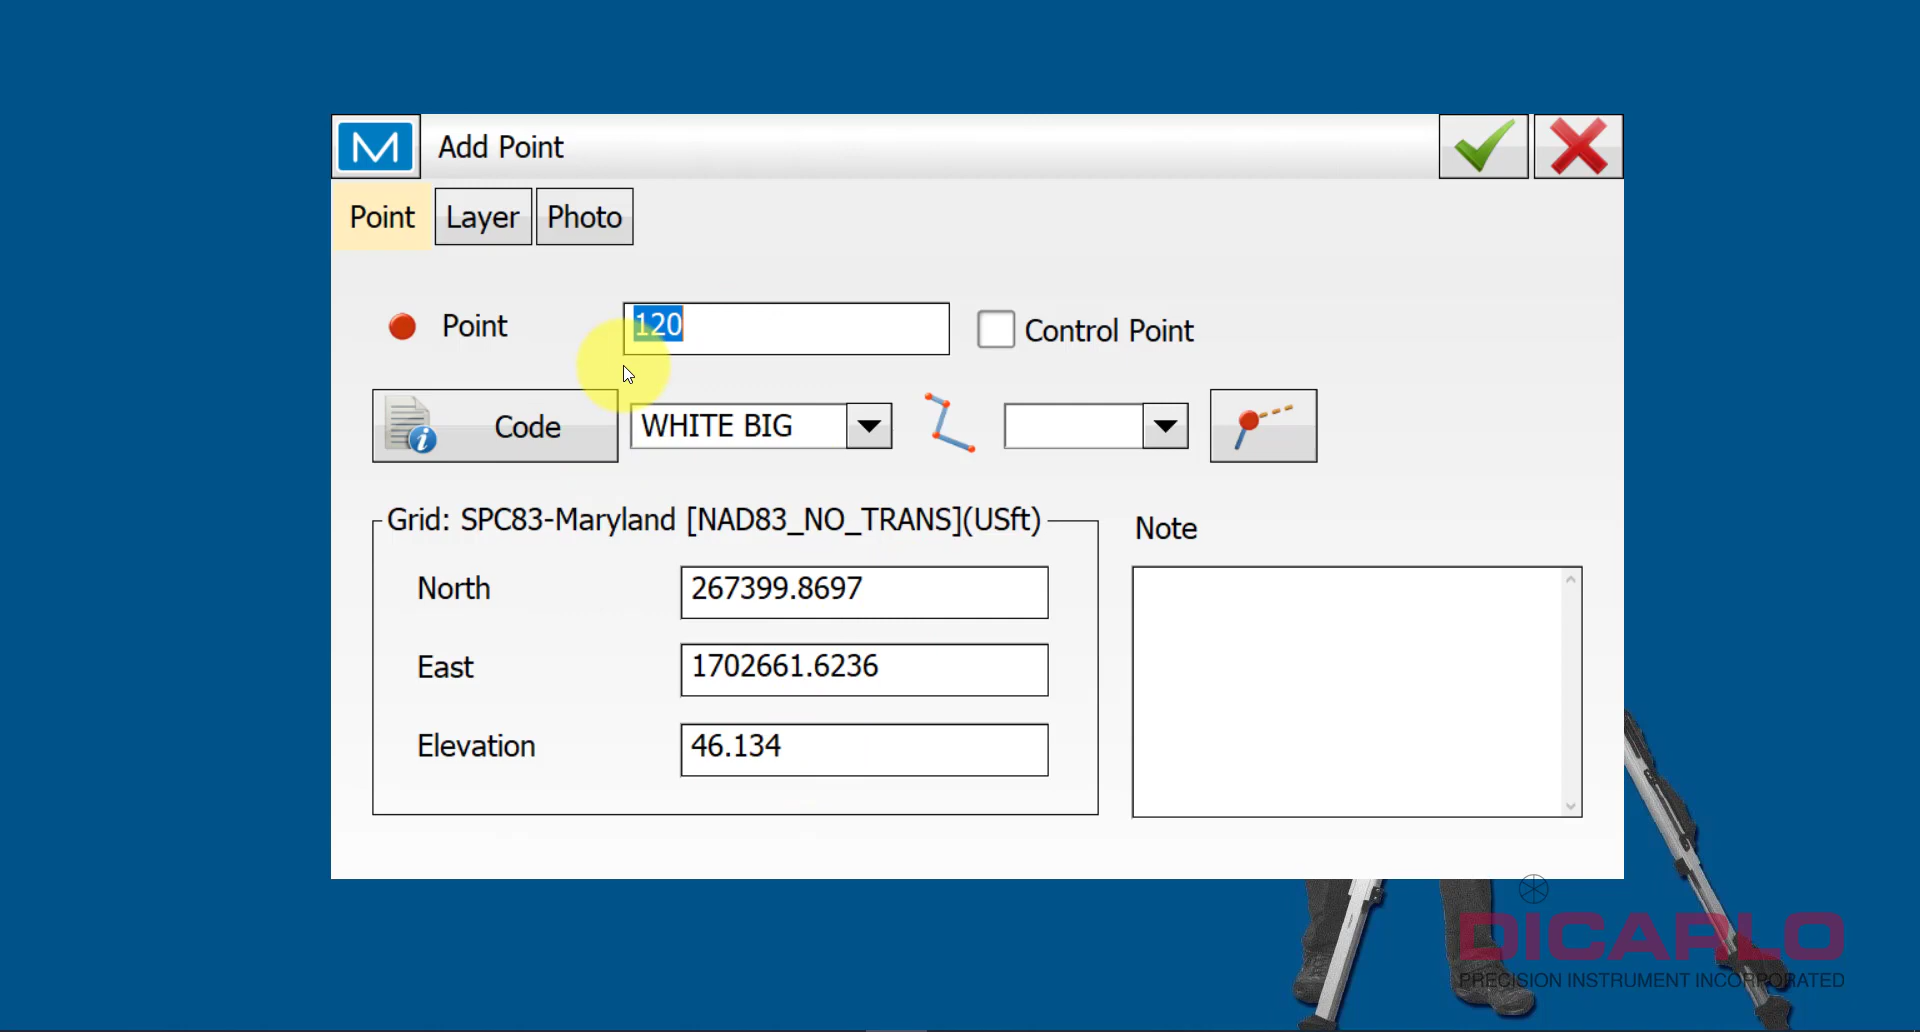 Add Point
Point Layer Photo
Point 120 Control Point
Code WHITE BIG
Grid: SPC83-Maryland [NAD83_NO_TRANS](USft)
Note
North 267399.8697
East 1702661.6236
Elevation 46.134
DICARLO
PRECISION INSTRUMENT INCORPORATED